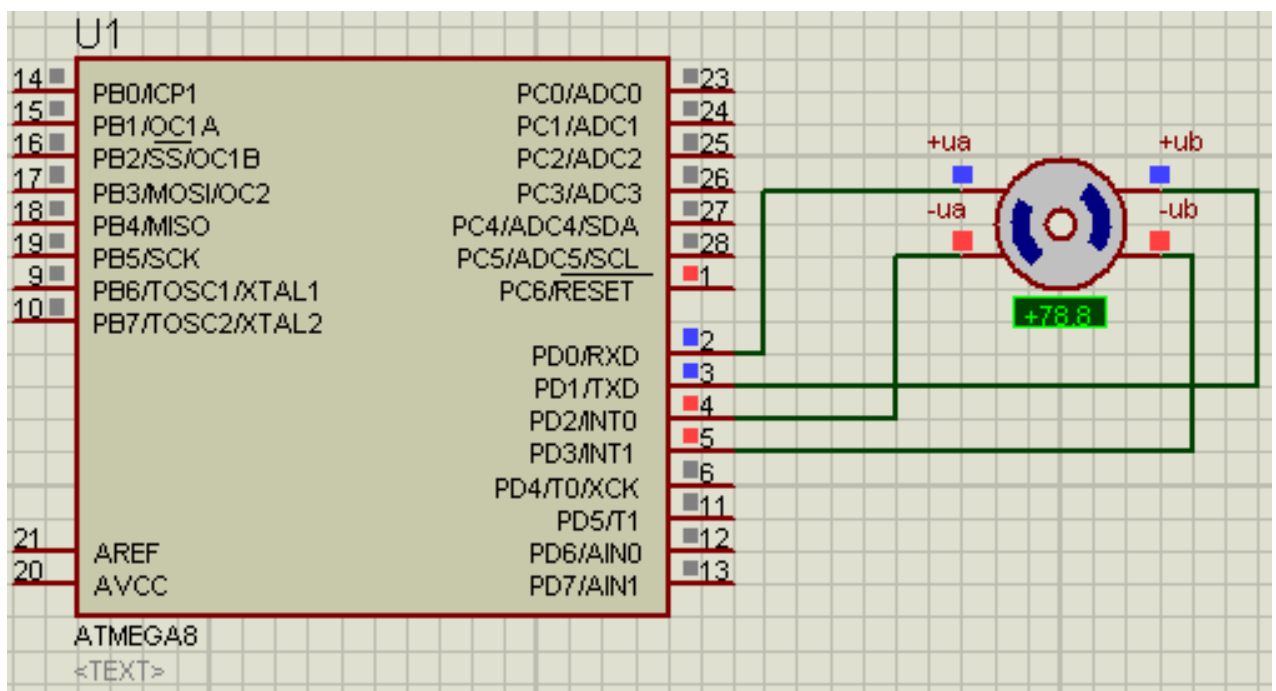 U1
14 PB0/ICP1
15 PB1/OC1A
16 PB2/SS/OC1B
17 PB3/MOSI/OC2
18 PB4/MISO
19 PB5/SCK
9 PB6/TOSC1/XTAL1
10 PB7/TOSC2/XTAL2
21 AREF
20 AVCC
PC0/ADC0 23
PC1/ADC1 24
PC2/ADC2 25
PC3/ADC3 26
PC4/ADC4/SDA 27
PC5/ADC5/SCL 28
PC6/RESET 1
PD0/RXD 2
PD1/TXD 3
PD2/INT0 4
PD3/INT1 5
PD4/T0/XCK 6
PD5/T1 11
PD6/AIN0 12
PD7/AIN1 13
ATMEGA8
<TEXT>
+ua +ub
-ua -ub
+78.8